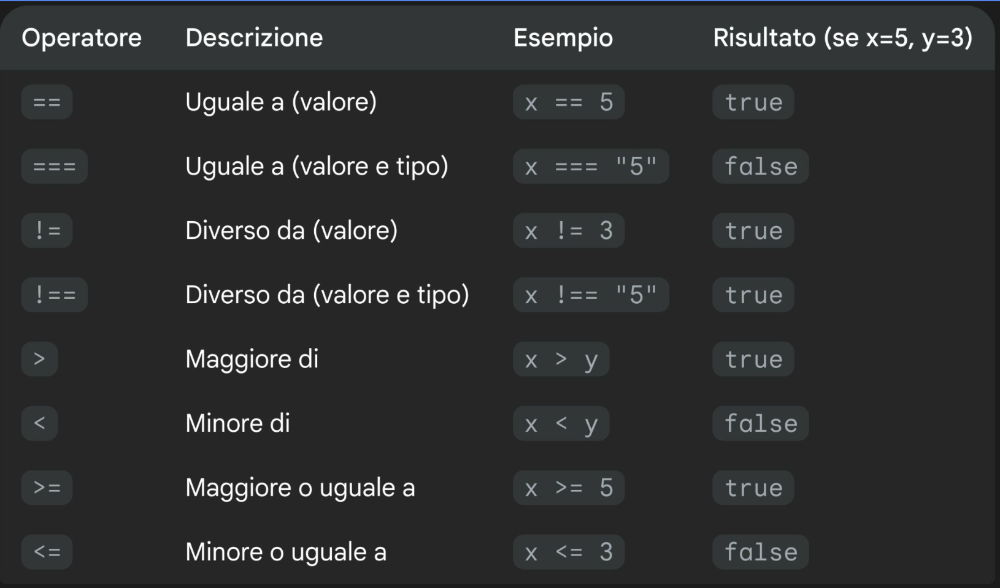 Operatore Descrizione Esempio Risultato (se x=5, y=3)
== Uguale a (valore) x == 5 true
=== Uguale a (valore e tipo) x === "5" false
!= Diverso da (valore) x != 3 true
!== Diverso da (valore e tipo) x !== "5" true
> Maggiore di x > y true
< Minore di x < y false
>= Maggiore o uguale a x >= 5 true
<= Minore o uguale a x <= 3 false